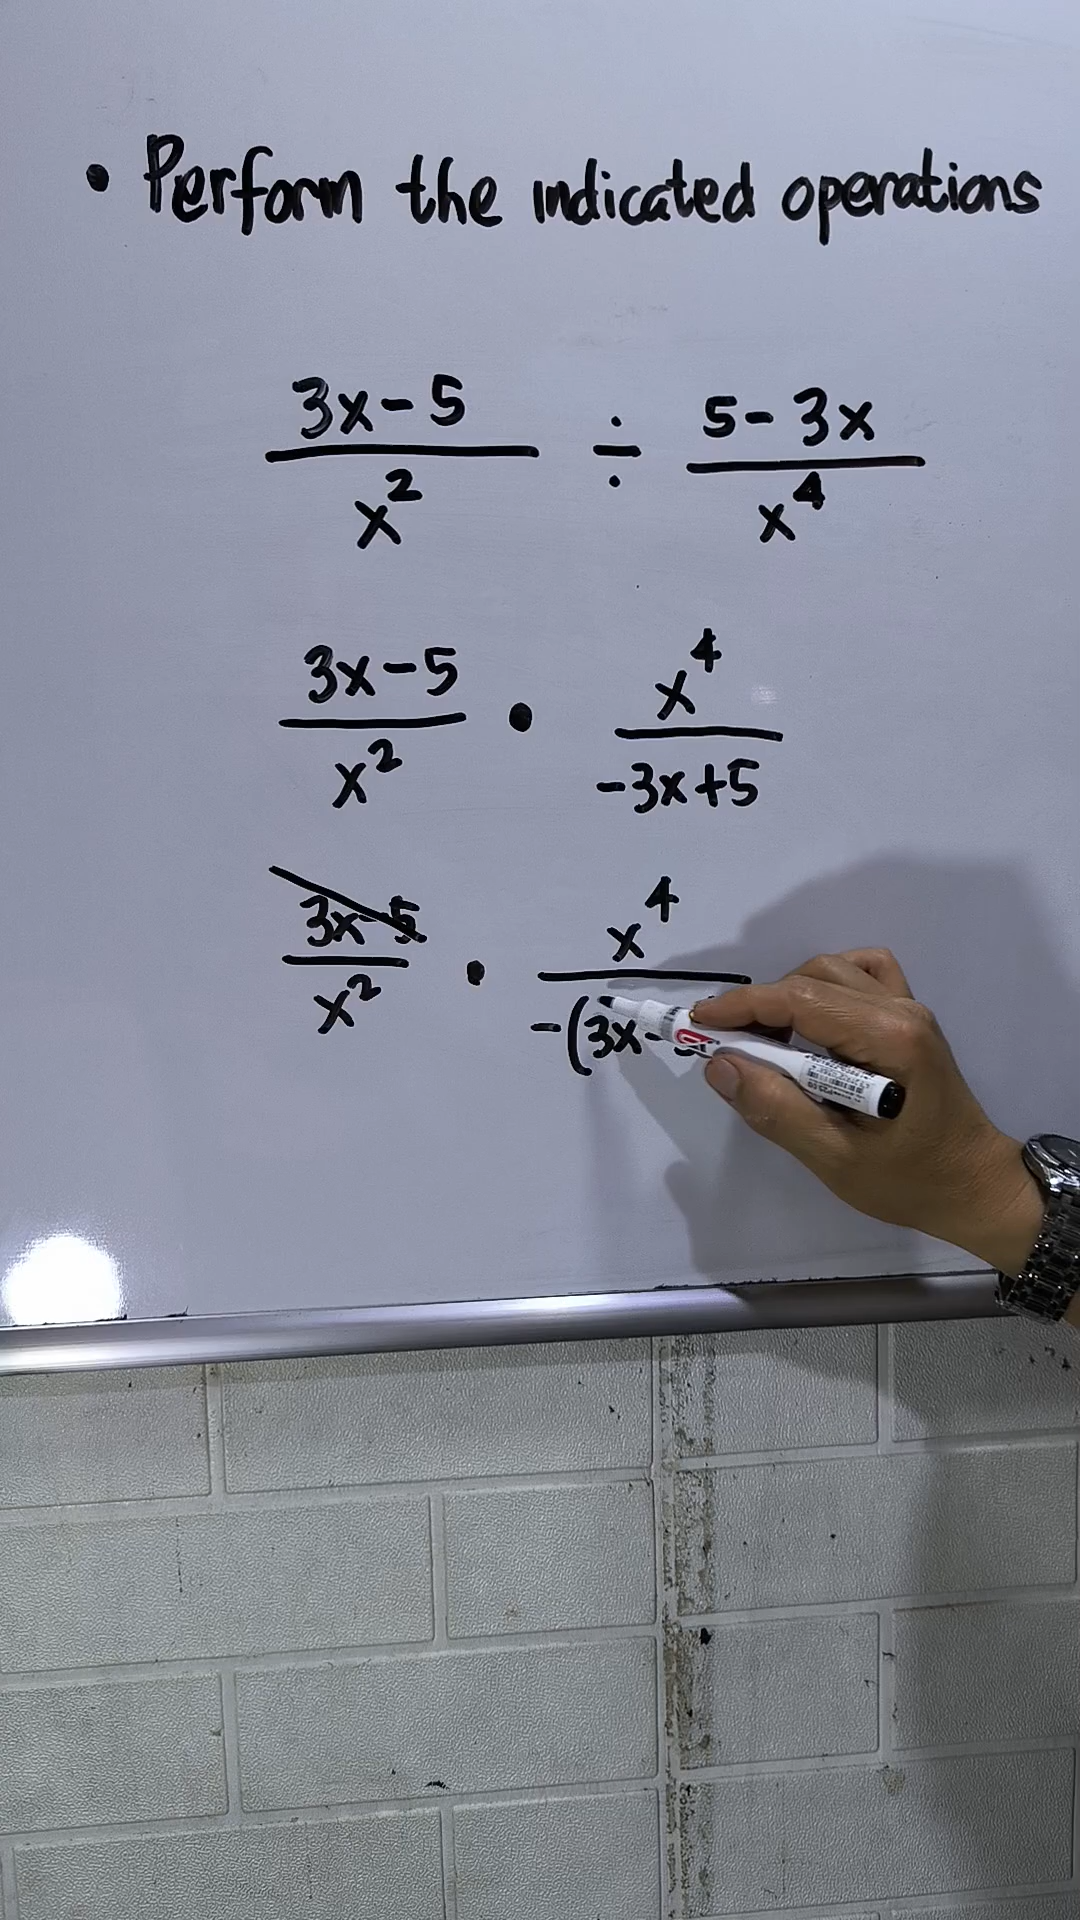 • Perform the indicated operations
3x-5 ÷ 5-3x
x² x⁴
3x-5 • x⁴
x² -3x+5
3x-5 • x⁴
x² -(3x-